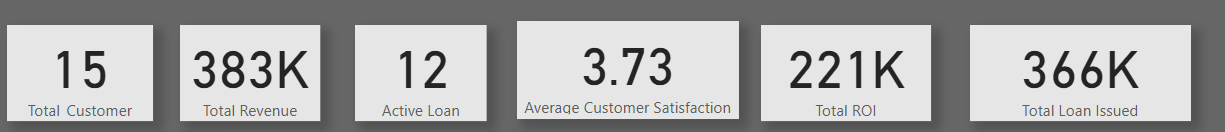 15
Total Customer
383K
Total Revenue
12
Active Loan
3.73
Average Customer Satisfaction
221K
Total ROI
366K
Total Loan Issued